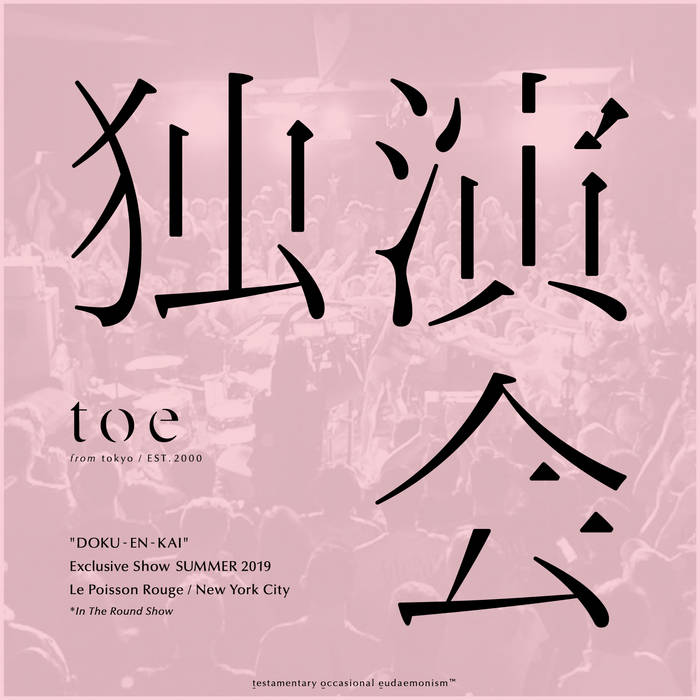 独演
会
toe
from tokyo / EST.2000
"DOKU-EN-KAI"
Exclusive Show SUMMER 2019
Le Poisson Rouge / New York City
*In The Round Show
testamentary occasional eudaemonism™